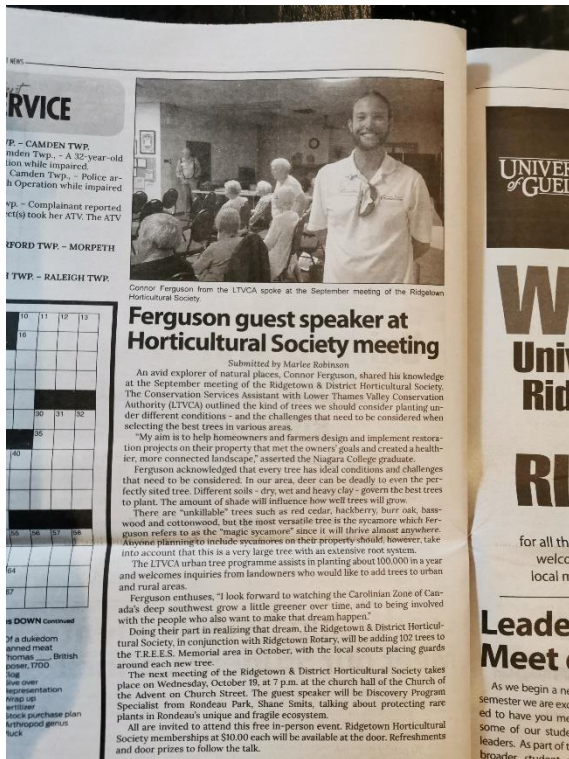 NEWS
RVICE
P. – CAMDEN TWP.
mden Twp., – A 32-year-old
tion while impaired.
Camden Twp., – Police ar-
h Operation while impaired
wp. – Complainant reported
ect(s) took her ATV. The ATV
RFORD TWP. – MORPETH
TWP. – RALEIGH TWP.
10 11 12 13
16
30 31 32
35
40
55 56 57 58
64
67
s DOWN Continued
Of a dukedom
anned meat
homas ___, British
poser, 1700
log
ive over
epresentation
Wrap up
ertilizer
tock purchase plan
rthropod genus
luck
Connor Ferguson from the LTVCA spoke at the September meeting of the Ridgetown
Horticultural Society.
Ferguson guest speaker at
Horticultural Society meeting
Submitted by Marlee Robinson
An avid explorer of natural places, Connor Ferguson, shared his knowledge
at the September meeting of the Ridgetown & District Horticultural Society.
The Conservation Services Assistant with Lower Thames Valley Conservation
Authority (LTVCA) outlined the kind of trees we should consider planting un-
der different conditions - and the challenges that need to be considered when
selecting the best trees in various areas.
"My aim is to help homeowners and farmers design and implement restora-
tion projects on their property that met the owners' goals and created a health-
ier, more connected landscape," asserted the Niagara College graduate.
Ferguson acknowledged that every tree has ideal conditions and challenges
that need to be considered. In our area, deer can be deadly to even the per-
fectly sited tree. Different soils - dry, wet and heavy clay - govern the best trees
to plant. The amount of shade will influence how well trees will grow.
There are "unkillable" trees such as red cedar, hackberry, burr oak, bass-
wood and cottonwood, but the most versatile tree is the sycamore which Fer-
guson refers to as the "magic sycamore" since it will thrive almost anywhere.
Anyone planning to include sycamores on their property should, however, take
into account that this is a very large tree with an extensive root system.
The LTVCA urban tree programme assists in planting about 100,000 in a year
and welcomes inquiries from landowners who would like to add trees to urban
and rural areas.
Ferguson enthuses, "I look forward to watching the Carolinian Zone of Can-
ada's deep southwest grow a little greener over time, and to being involved
with the people who also want to make that dream happen."
Doing their part in realizing that dream, the Ridgetown & District Horticul-
tural Society, in conjunction with Ridgetown Rotary, will be adding 102 trees to
the T.R.E.E.S. Memorial area in October, with the local scouts placing guards
around each new tree.
The next meeting of the Ridgetown & District Horticultural Society takes
place on Wednesday, October 19, at 7 p.m. at the church hall of the Church of
the Advent on Church Street. The guest speaker will be Discovery Program
Specialist from Rondeau Park, Shane Smits, talking about protecting rare
plants in Rondeau's unique and fragile ecosystem.
All are invited to attend this free in-person event. Ridgetown Horticultural
Society memberships at $10.00 each will be available at the door. Refreshments
and door prizes to follow the talk.
UNIVER
of GUEL
W
Univ
Rid
RI
for all th
welco
local m
Leade
Meet
As we begin a ne
semester we are exc
ed to have you me
some of our stude
leaders. As part of t
broader student